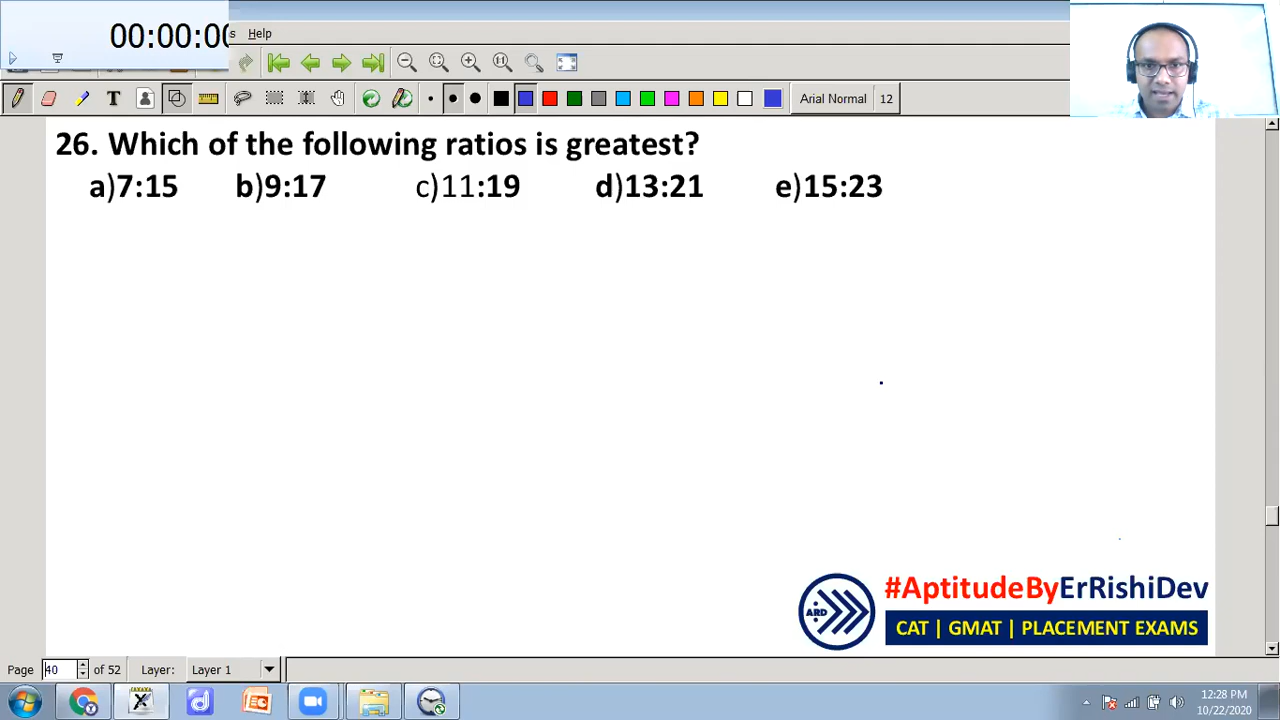 00:00:00
s Help
Arial Normal 12
26. Which of the following ratios is greatest?
a)7:15 b)9:17 c)11:19 d)13:21 e)15:23
#AptitudeByErRishiDev
ARD
CAT | GMAT | PLACEMENT EXAMS
Page 40 of 52 Layer: Layer 1
12:28 PM
10/22/2020